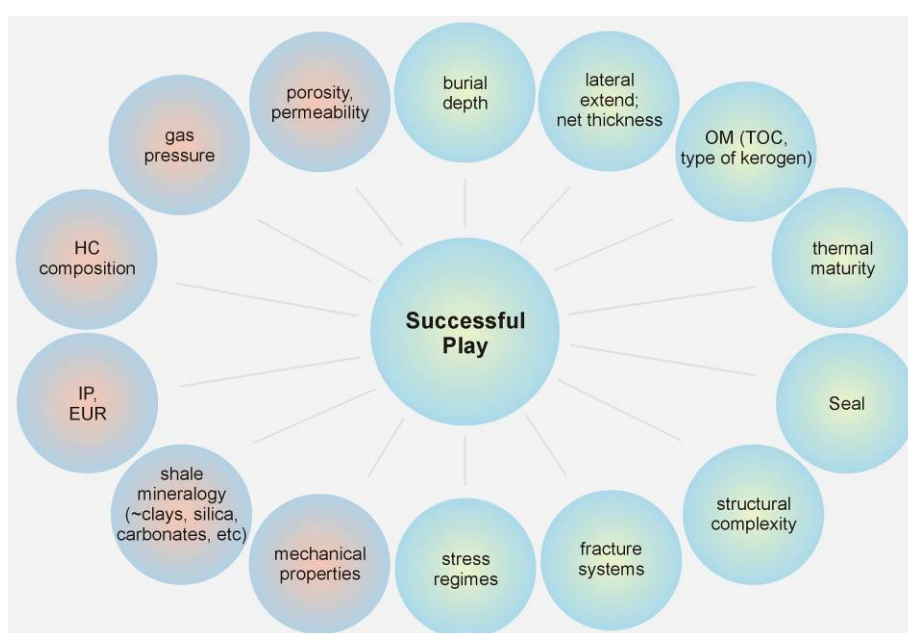 burial
depth
lateral
extend;
net thickness
OM (TOC,
type of kerogen)
thermal
maturity
Seal
structural
complexity
fracture
systems
stress
regimes
mechanical
properties
shale
mineralogy
(~clays, silica,
carbonates, etc)
IP,
EUR
HC
composition
gas
pressure
porosity,
permeability
Successful
Play